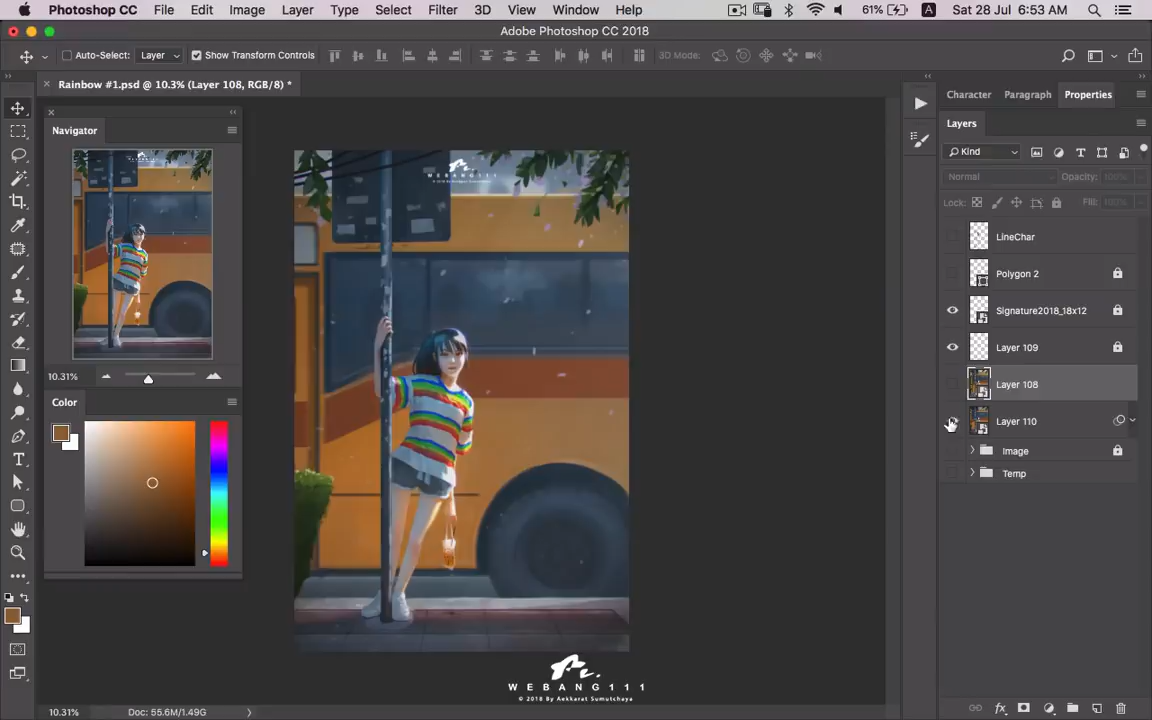 Photoshop CC File Edit Image Layer Type Select Filter 3D View Window Help 61% A Sat 28 Jul 6:53 AM
Adobe Photoshop CC 2018
Auto-Select: Layer Show Transform Controls 3D Mode:
Rainbow #1.psd @ 10.3% (Layer 108, RGB/8) *
Character Paragraph Properties
Navigator
Layers
Kind
Normal Opacity: 100%
Lock: Fill: 100%
WEBANG111
LineChar
Polygon 2
Signature2018_18x12
Layer 109
10.31%
Layer 108
Color
Layer 110
Image
Temp
WEBANG111
© 2018 By Aekkarat Sumutchaya
10.31% Doc: 55.6M/1.49G